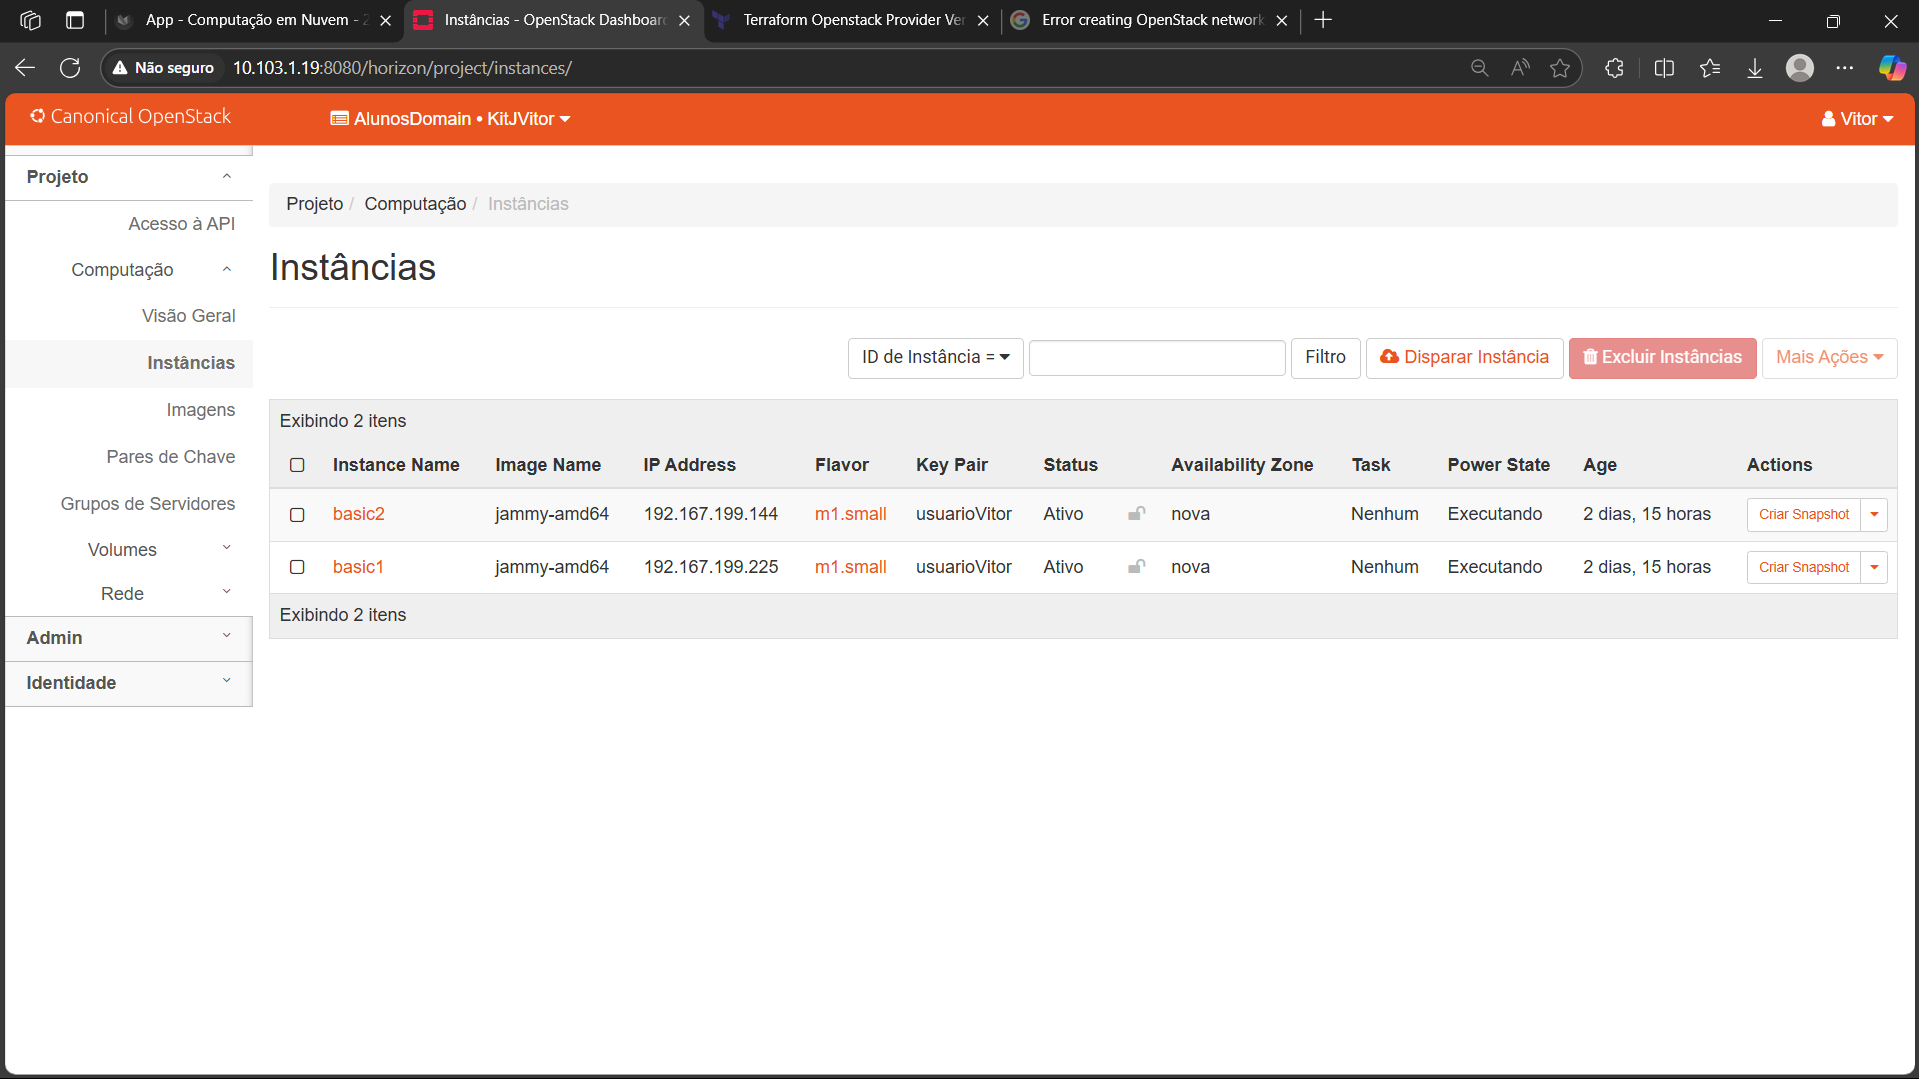 App - Computação em Nuvem - 2
Instâncias - OpenStack Dashboard
Terraform Openstack Provider Ver
Error creating OpenStack network
Não seguro
10.103.1.19:8080/horizon/project/instances/
Canonical OpenStack
AlunosDomain • KitJVitor
Vitor
Projeto
Acesso à API
Computação
Visão Geral
Instâncias
Imagens
Pares de Chave
Grupos de Servidores
Volumes
Rede
Admin
Identidade
Projeto / Computação / Instâncias
Instâncias
ID de Instância = Filtro Disparar Instância Excluir Instâncias Mais Ações
Exibindo 2 itens
Instance Name Image Name IP Address Flavor Key Pair Status Availability Zone Task Power State Age Actions
basic2 jammy-amd64 192.167.199.144 m1.small usuarioVitor Ativo nova Nenhum Executando 2 dias, 15 horas Criar Snapshot
basic1 jammy-amd64 192.167.199.225 m1.small usuarioVitor Ativo nova Nenhum Executando 2 dias, 15 horas Criar Snapshot
Exibindo 2 itens